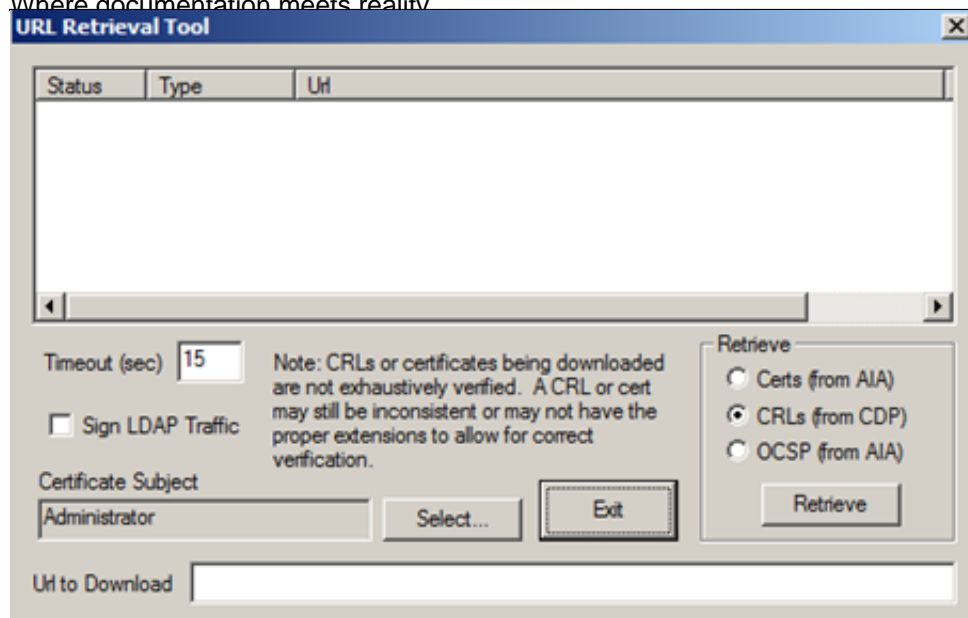 Where documentation meets reality
URL Retrieval Tool
Status Type Url
Timeout (sec) 15
Sign LDAP Traffic
Note: CRLs or certificates being downloaded
are not exhaustively verified. A CRL or cert
may still be inconsistent or may not have the
proper extensions to allow for correct
verification.
Retrieve
Certs (from AIA)
CRLs (from CDP)
OCSP (from AIA)
Retrieve
Certificate Subject
Administrator
Select...
Exit
Url to Download